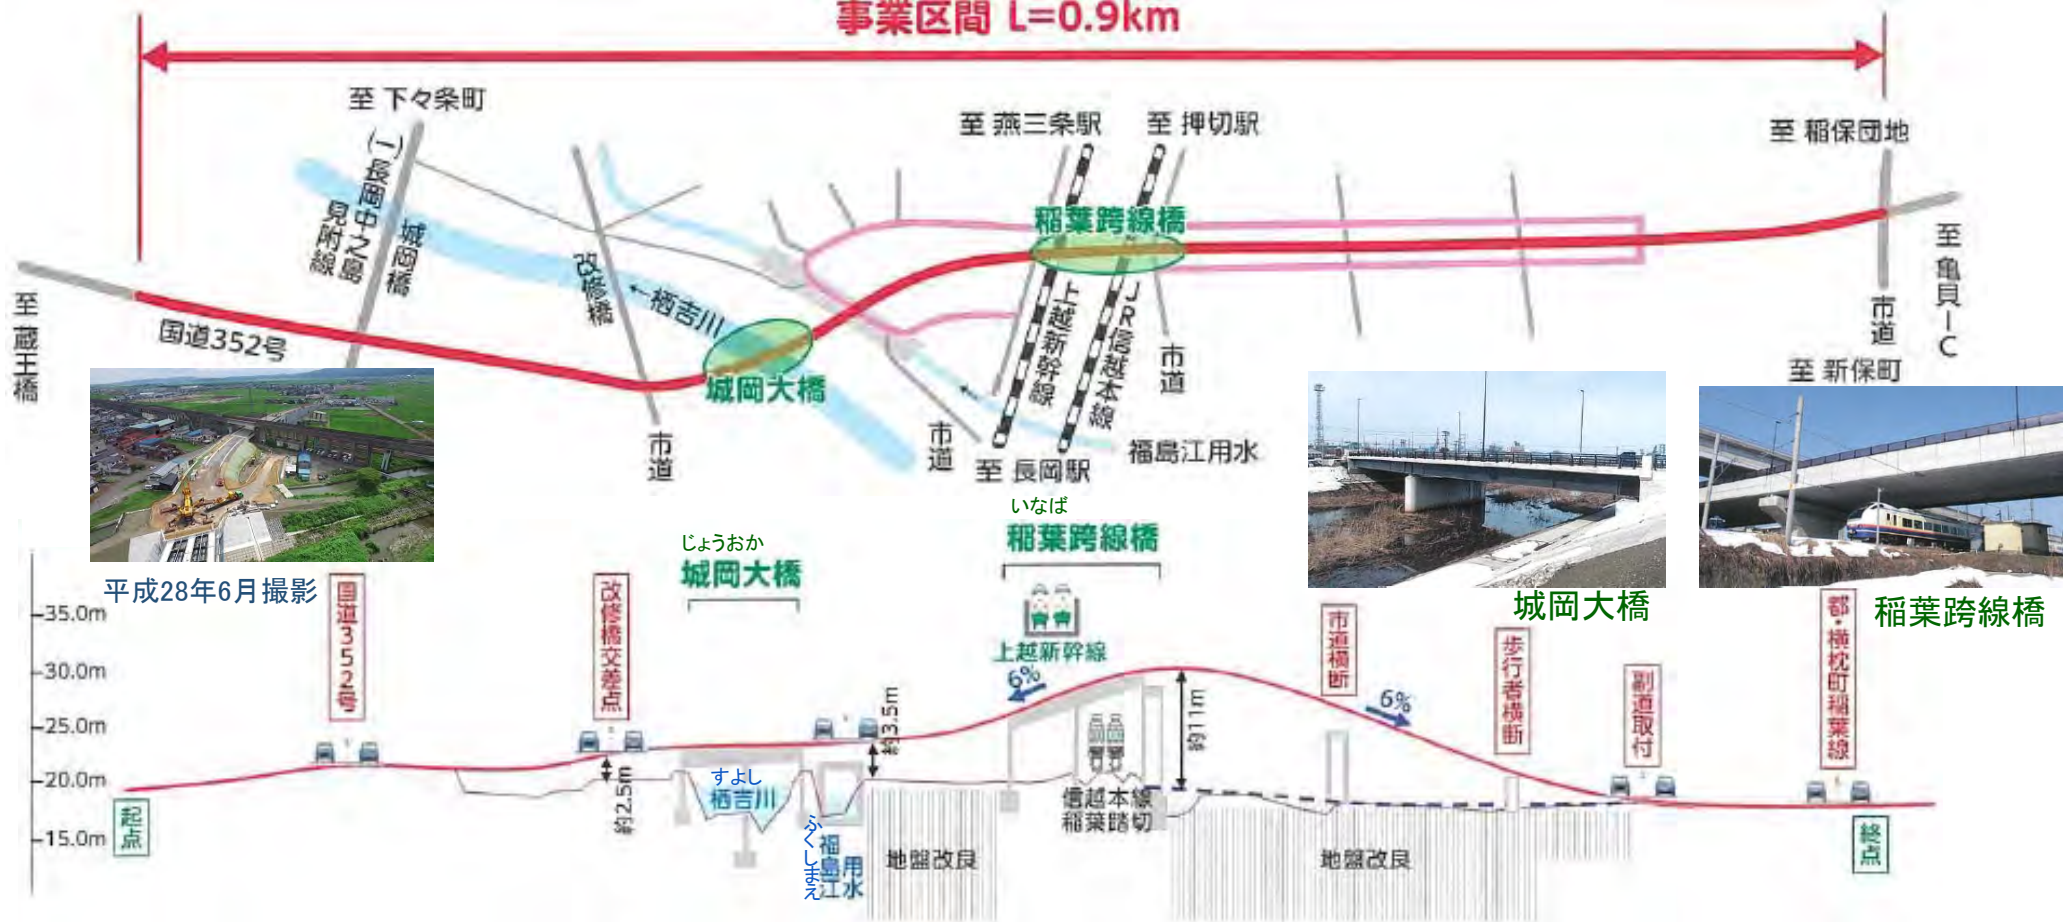 事業区間 L=0.9km
至 下々条町
至 燕三条駅
至 押切駅
至 稲保団地
(一)長岡中之島見附線
城岡橋
改修橋
←栖吉川
稲葉跨線橋
至 蔵王橋
国道352号
城岡大橋
上越新幹線
JR信越本線
市道
市道
至 亀貝IC
至 新保町
市道
市道
至 長岡駅
福島江用水
平成28年6月撮影
じょうおか
城岡大橋
いなば
稲葉跨線橋
城岡大橋
稲葉跨線橋
35.0m
30.0m
25.0m
20.0m
15.0m
国道352号
改修橋交差点
上越新幹線
6%
市道横断
6%
歩行者横断
副道取付
都・横枕町稲葉線
約2.5m
約3.5m
約11m
すよし
栖吉川
ふくしまえ
福島江用水
信越本線
稲葉踏切
地盤改良
地盤改良
起点
終点